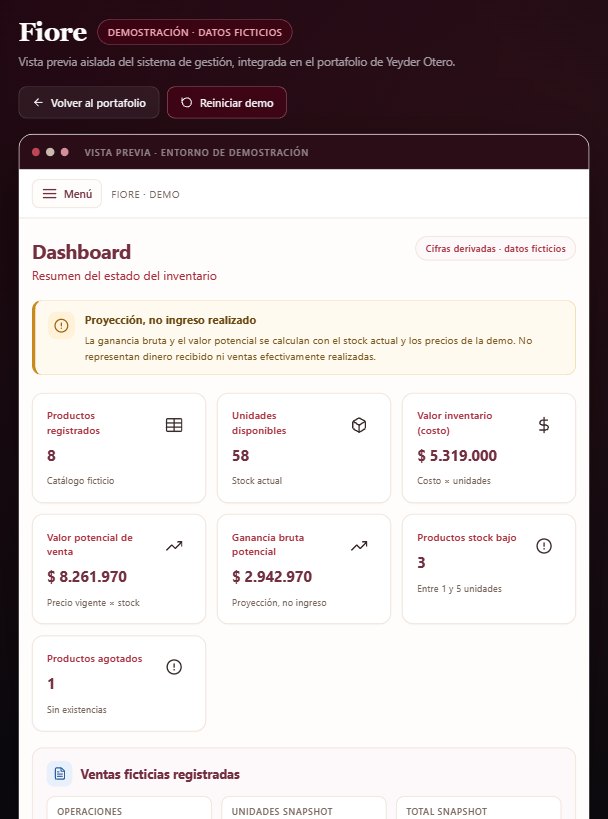 Fiore
DEMOSTRACIÓN · DATOS FICTICIOS
Vista previa aislada del sistema de gestión, integrada en el portafolio de Yeyder Otero.
Volver al portafolio
Reiniciar demo
VISTA PREVIA · ENTORNO DE DEMOSTRACIÓN
Menú
FIORE · DEMO
Dashboard
Cifras derivadas · datos ficticios
Resumen del estado del inventario
Proyección, no ingreso realizado
La ganancia bruta y el valor potencial se calculan con el stock actual y los precios de la demo. No
representan dinero recibido ni ventas efectivamente realizadas.
Productos
registrados
8
Catálogo ficticio
Unidades
disponibles
58
Stock actual
Valor inventario
(costo)
$ 5.319.000
Costo × unidades
Valor potencial de
venta
$ 8.261.970
Precio vigente × stock
Ganancia bruta
potencial
$ 2.942.970
Proyección, no ingreso
Productos stock bajo
3
Entre 1 y 5 unidades
Productos agotados
1
Sin existencias
Ventas ficticias registradas
OPERACIONES
UNIDADES SNAPSHOT
TOTAL SNAPSHOT